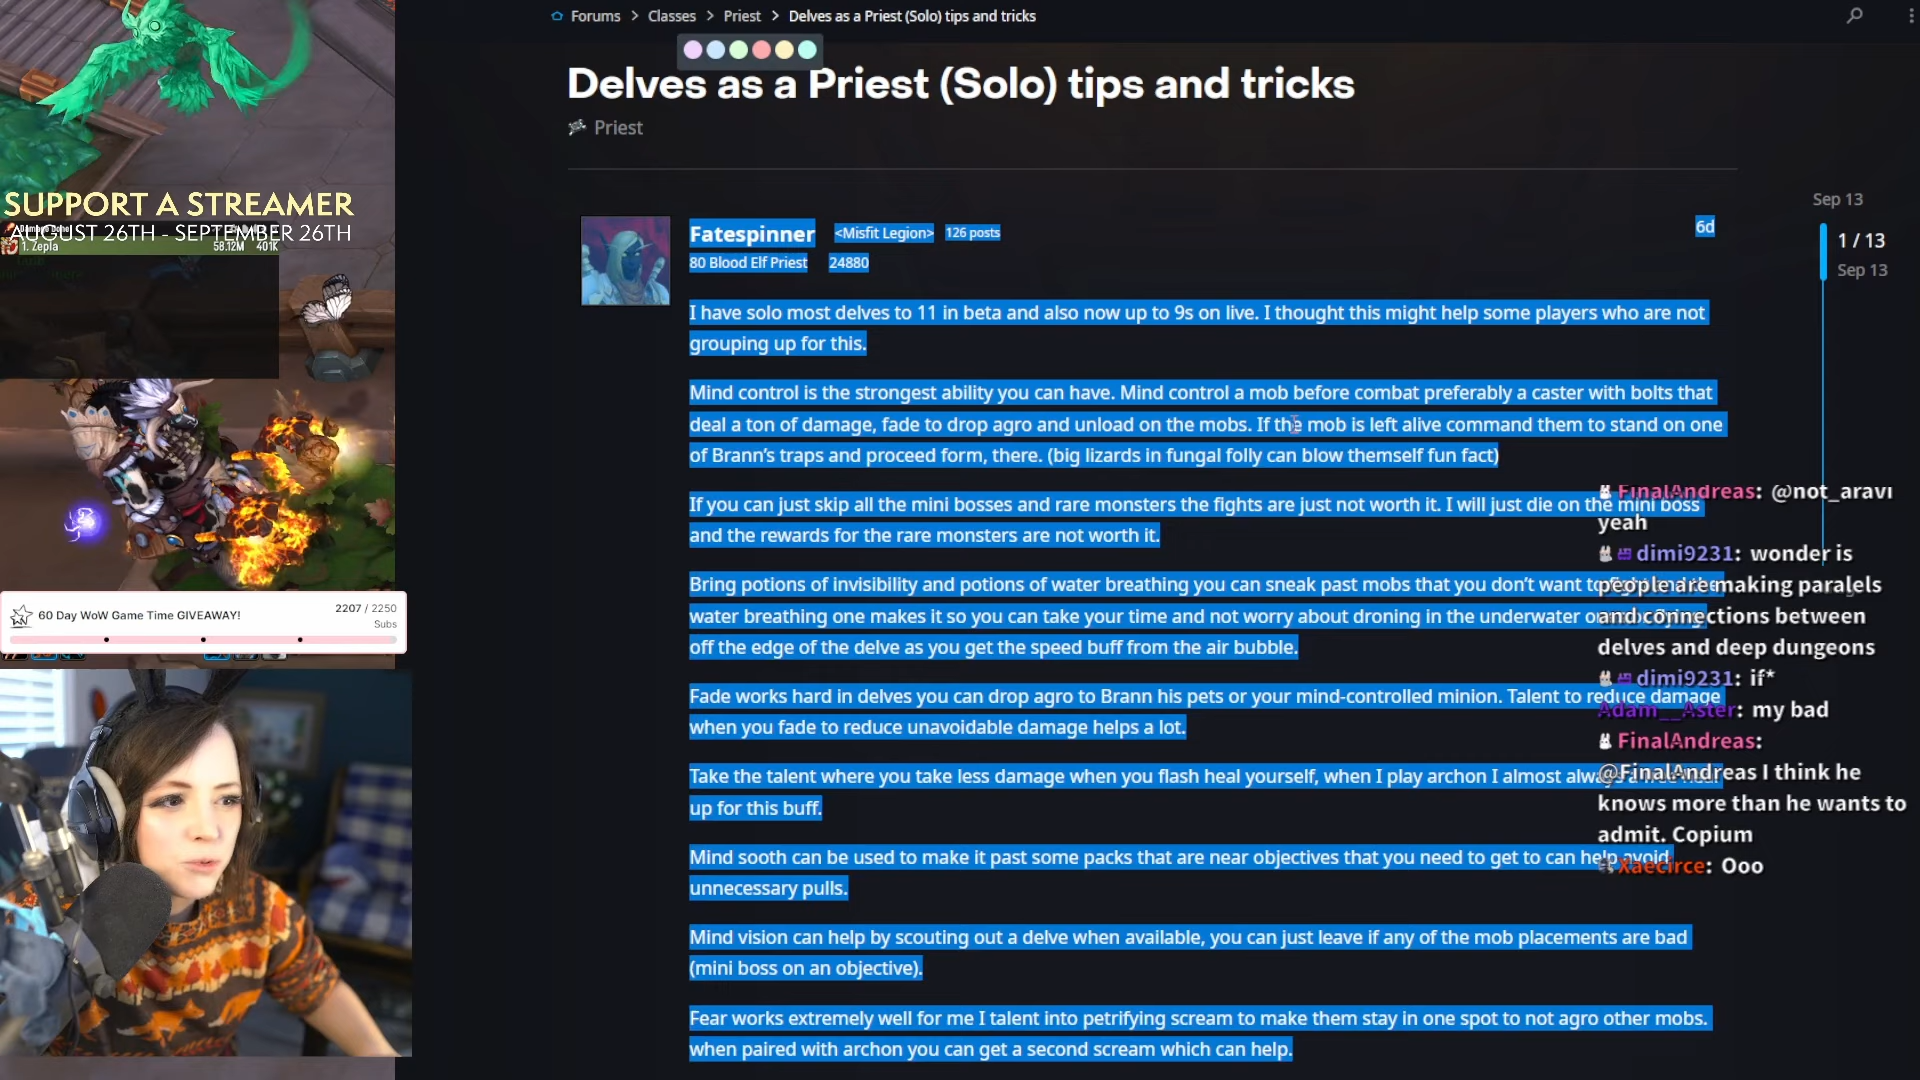 Forums > Classes > Priest > Delves as a Priest (Solo) tips and tricks
Delves as a Priest (Solo) tips and tricks
Priest
SUPPORT A STREAMER
AUGUST 26TH - SEPTEMBER 26TH
1. Zepla 58.12M 401K
Sep 13
1 / 13
Sep 13
Fatespinner <Misfit Legion> 126 posts 6d
80 Blood Elf Priest 24880
I have solo most delves to 11 in beta and also now up to 9s on live. I thought this might help some players who are not
grouping up for this.
Mind control is the strongest ability you can have. Mind control a mob before combat preferably a caster with bolts that
deal a ton of damage, fade to drop agro and unload on the mobs. If the mob is left alive command them to stand on one
of Brann’s traps and proceed form, there. (big lizards in fungal folly can blow themself fun fact)
If you can just skip all the mini bosses and rare monsters the fights are just not worth it. I will just die on the mini boss
and the rewards for the rare monsters are not worth it.
Bring potions of invisibility and potions of water breathing you can sneak past mobs that you don’t want to
water breathing one makes it so you can take your time and not worry about droning in the underwater
off the edge of the delve as you get the speed buff from the air bubble.
Fade works hard in delves you can drop agro to Brann his pets or your mind-controlled minion. Talent to reduce damage
when you fade to reduce unavoidable damage helps a lot.
Take the talent where you take less damage when you flash heal yourself, when I play archon I almost
up for this buff.
Mind sooth can be used to make it past some packs that are near objectives that you need to get to can help avoid
unnecessary pulls.
Mind vision can help by scouting out a delve when available, you can just leave if any of the mob placements are bad
(mini boss on an objective).
Fear works extremely well for me I talent into petrifying scream to make them stay in one spot to not agro other mobs.
when paired with archon you can get a second scream which can help.
FinalAndreas: @not_aravi
yeah
dimi9231: wonder is
people are making paralels
and connections between
delves and deep dungeons
dimi9231: if*
Adam__Aster: my bad
FinalAndreas:
@FinalAndreas I think he
knows more than he wants to
admit. Copium
Xaecirce: Ooo
60 Day WoW Game Time GIVEAWAY! 2207 / 2250
Subs